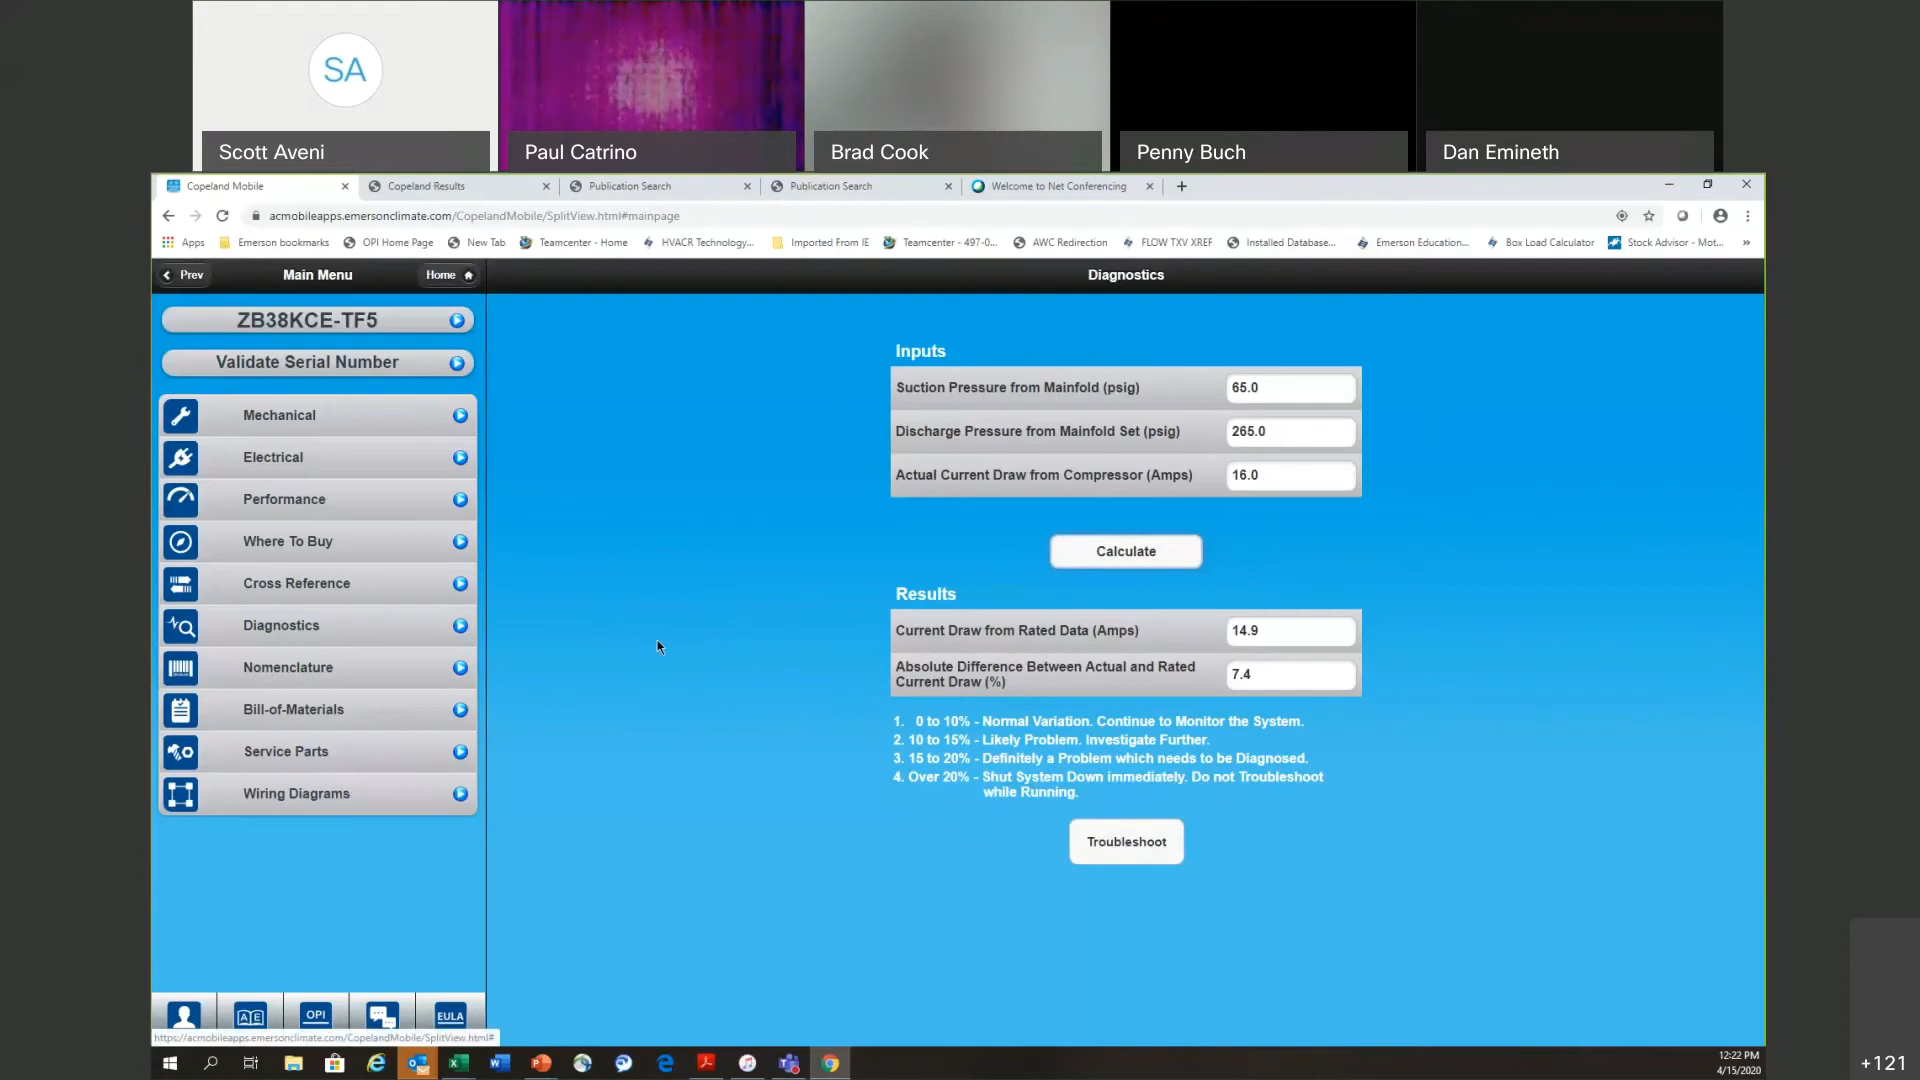 SA
Scott Aveni
Paul Catrino
Brad Cook
Penny Buch
Dan Emineth
Copeland Mobile
Copeland Results
Publication Search
Publication Search
Welcome to Net Conferencing
acmobileapps.emersonclimate.com/CopelandMobile/SplitView.html#mainpage
Apps
Emerson bookmarks
OPI Home Page
New Tab
Teamcenter - Home
HVACR Technology...
Imported From IE
Teamcenter - 497-0...
AWC Redirection
FLOW TXV XREF
Installed Database...
Emerson Education...
Box Load Calculator
Stock Advisor - Mot...
»
Prev
Main Menu
Home
Diagnostics
ZB38KCE-TF5
Validate Serial Number
Mechanical
Electrical
Performance
Where To Buy
Cross Reference
Diagnostics
Nomenclature
Bill-of-Materials
Service Parts
Wiring Diagrams
Inputs
Suction Pressure from Mainfold (psig)
65.0
Discharge Pressure from Mainfold Set (psig)
265.0
Actual Current Draw from Compressor (Amps)
16.0
Calculate
Results
Current Draw from Rated Data (Amps)
14.9
Absolute Difference Between Actual and Rated
Current Draw (%)
7.4
1. 0 to 10% - Normal Variation. Continue to Monitor the System.
2. 10 to 15% - Likely Problem. Investigate Further.
3. 15 to 20% - Definitely a Problem which needs to be Diagnosed.
4. Over 20% - Shut System Down immediately. Do not Troubleshoot
while Running.
Troubleshoot
AE
OPI
EULA
https://acmobileapps.emersonclimate.com/CopelandMobile/SplitView.html#
12:22 PM
4/15/2020
+121